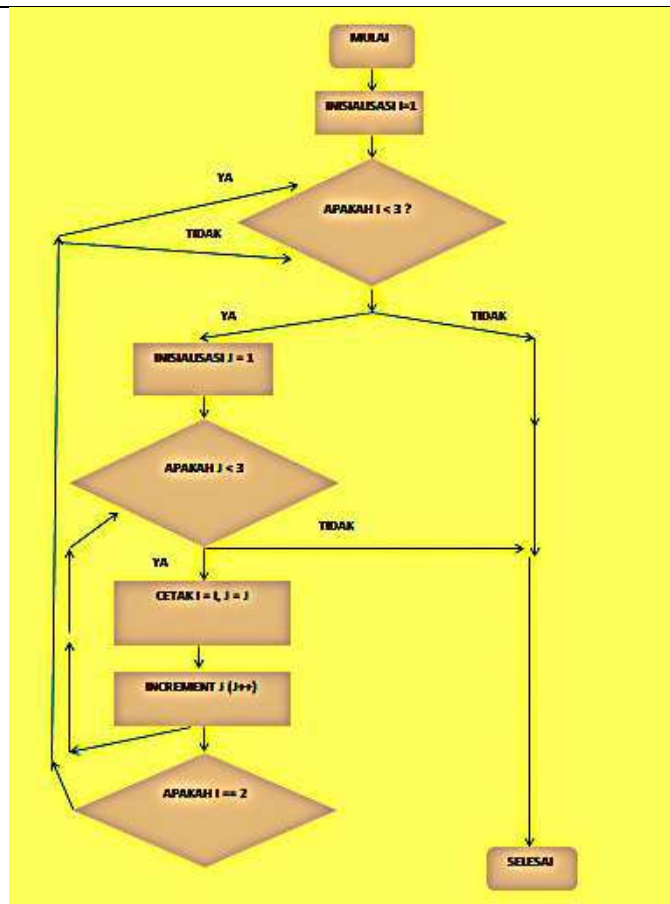 MULAI
INISIALISASI I=1
YA
APAKAH I < 3 ?
TIDAK
YA
TIDAK
INISIALISASI J = 1
APAKAH J < 3
TIDAK
YA
CETAK I = I, J = J
INCREMENT J (J++)
APAKAH I == 2
SELESAI